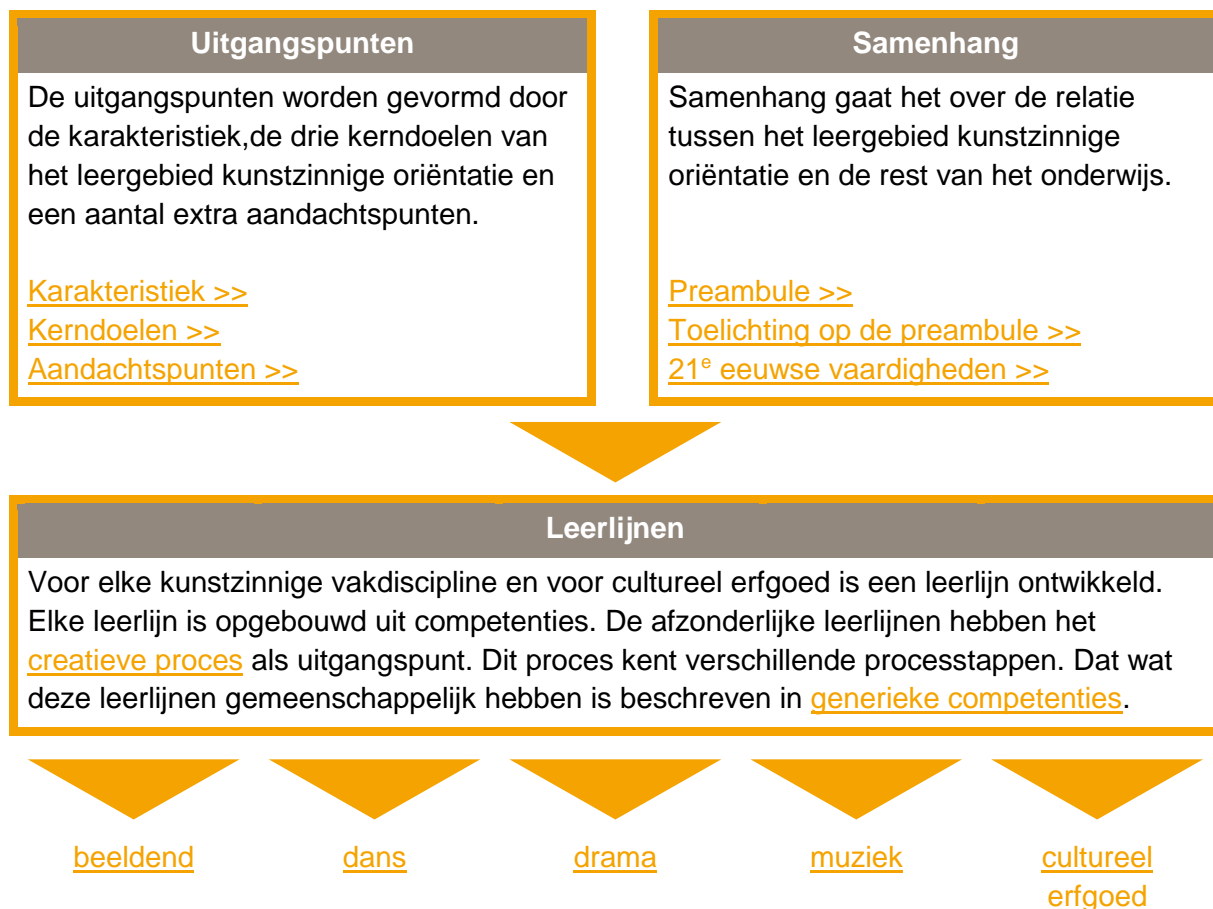 Uitgangspunten
De uitgangspunten worden gevormd door
de karakteristiek,de drie kerndoelen van
het leergebied kunstzinnige oriëntatie en
een aantal extra aandachtspunten.
Karakteristiek >>
Kerndoelen >>
Aandachtspunten >>
Samenhang
Samenhang gaat het over de relatie
tussen het leergebied kunstzinnige
oriëntatie en de rest van het onderwijs.
Preambule >>
Toelichting op de preambule >>
21e eeuwse vaardigheden >>
Leerlijnen
Voor elke kunstzinnige vakdiscipline en voor cultureel erfgoed is een leerlijn ontwikkeld.
Elke leerlijn is opgebouwd uit competenties. De afzonderlijke leerlijnen hebben het
creatieve proces als uitgangspunt. Dit proces kent verschillende processtappen. Dat wat
deze leerlijnen gemeenschappelijk hebben is beschreven in generieke competenties.
beeldend
dans
drama
muziek
cultureel
erfgoed